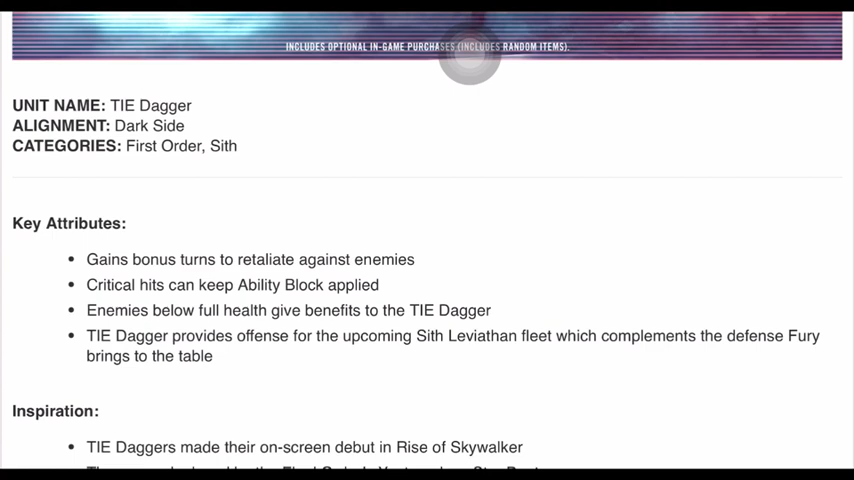 INCLUDES OPTIONAL IN-GAME PURCHASES (INCLUDES RANDOM ITEMS).
UNIT NAME: TIE Dagger
ALIGNMENT: Dark Side
CATEGORIES: First Order, Sith
Key Attributes:
• Gains bonus turns to retaliate against enemies
• Critical hits can keep Ability Block applied
• Enemies below full health give benefits to the TIE Dagger
• TIE Dagger provides offense for the upcoming Sith Leviathan fleet which complements the defense Fury
brings to the table
Inspiration:
• TIE Daggers made their on-screen debut in Rise of Skywalker